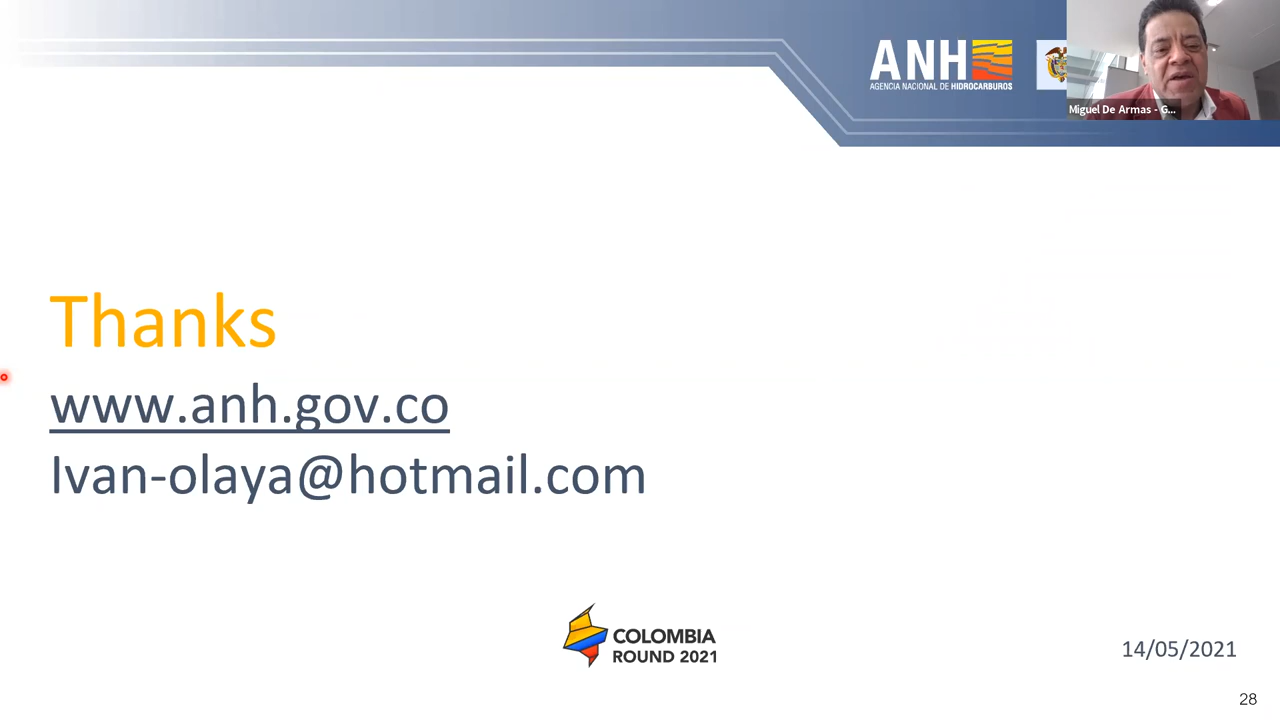 ANH
AGENCIA NACIONAL DE HIDROCARBUROS
Miguel De Armas - G...
Thanks
www.anh.gov.co
Ivan-olaya@hotmail.com
COLOMBIA
ROUND 2021
14/05/2021
28